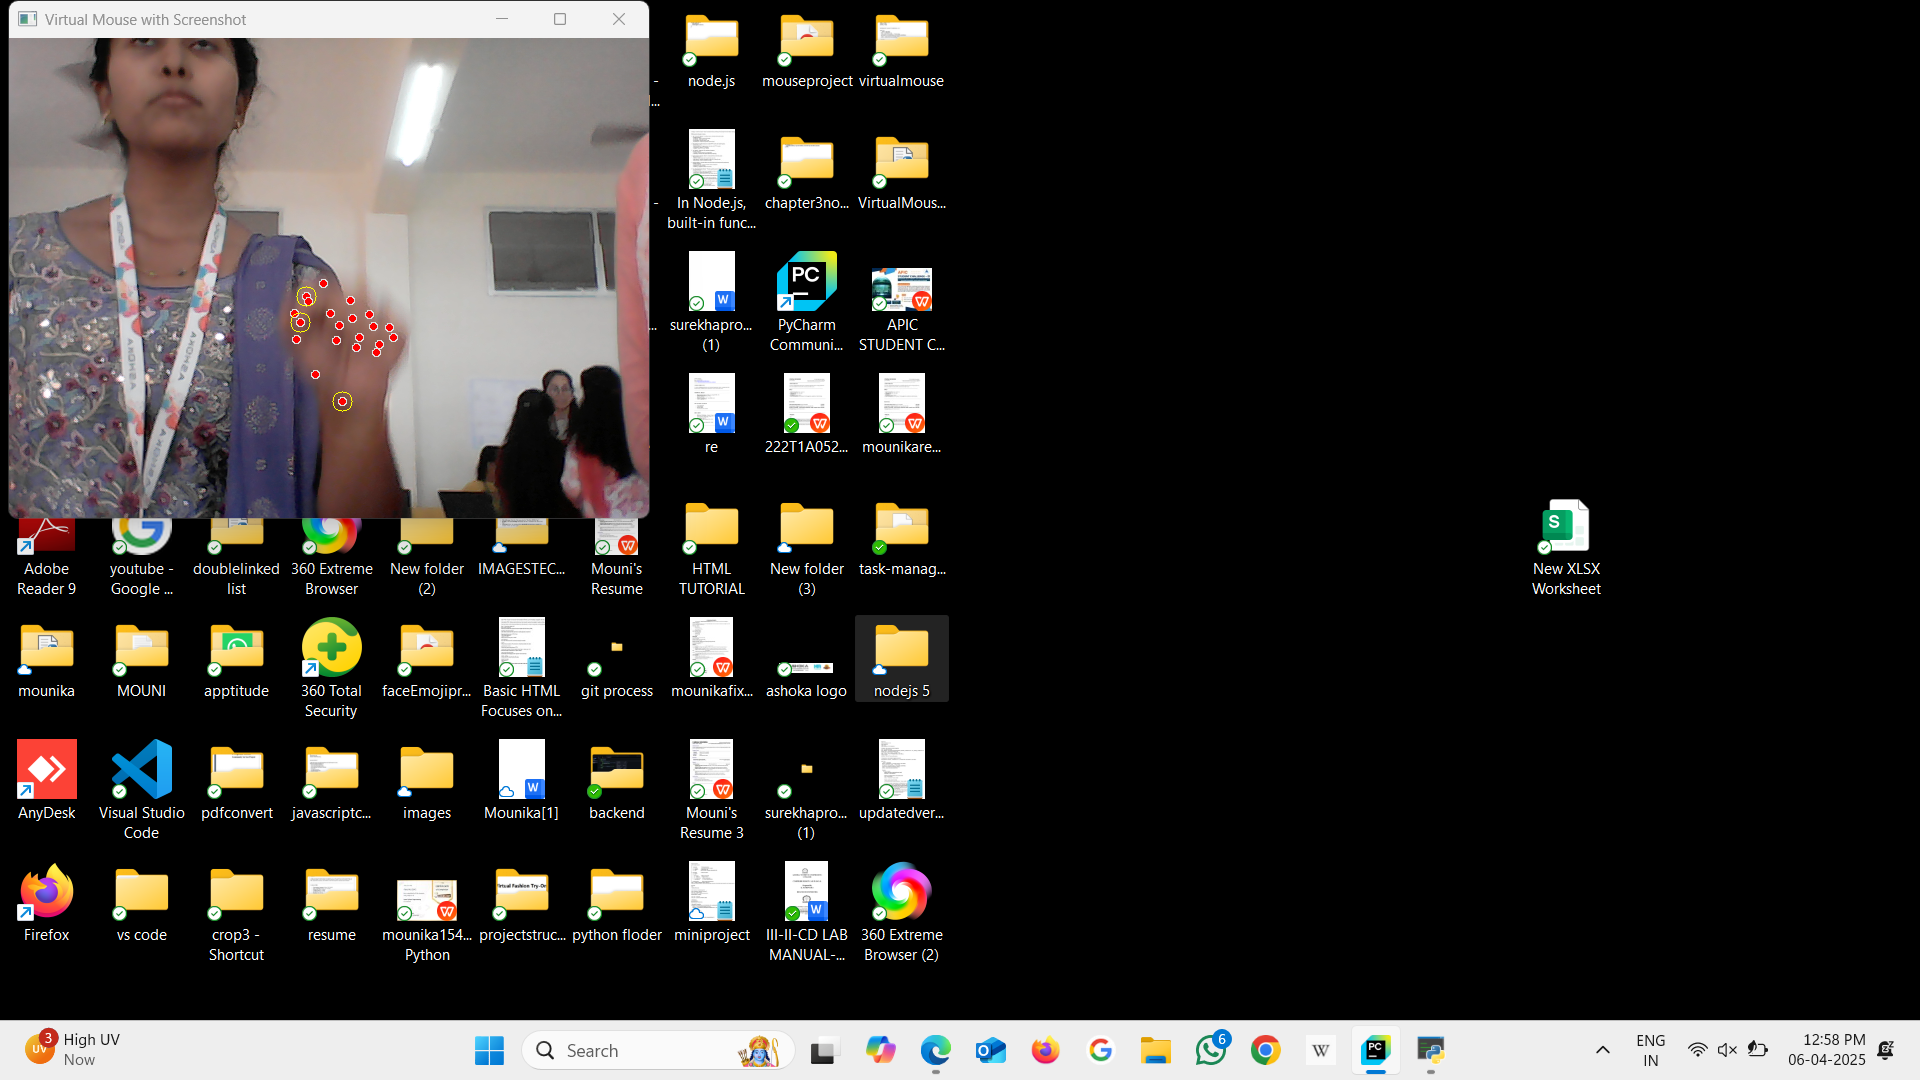 Virtual Mouse with Screenshot
node.js
mouseproject
virtualmouse
In Node.js,
built-in func...
chapter3no...
VirtualMous...
surekhapro...
(1)
PyCharm
Communi...
APIC
STUDENT C...
re
222T1A052...
mounikare...
Adobe
Reader 9
youtube -
Google ...
doublelinked
list
360 Extreme
Browser
New folder
(2)
IMAGESTEC...
Mouni's
Resume
HTML
TUTORIAL
New folder
(3)
task-manag...
New XLSX
Worksheet
mounika
MOUNI
apptitude
360 Total
Security
faceEmojipr...
Basic HTML
Focuses on...
git process
mounikafix...
ashoka logo
nodejs 5
AnyDesk
Visual Studio
Code
pdfconvert
javascriptc...
images
Mounika[1]
backend
Mouni's
Resume 3
surekhapro...
(1)
updatedver...
Firefox
vs code
crop3 -
Shortcut
resume
mounika154...
Python
projectstruc...
python floder
miniproject
III-II-CD LAB
MANUAL-...
360 Extreme
Browser (2)
High UV
Now
Search
ENG
IN
12:58 PM
06-04-2025